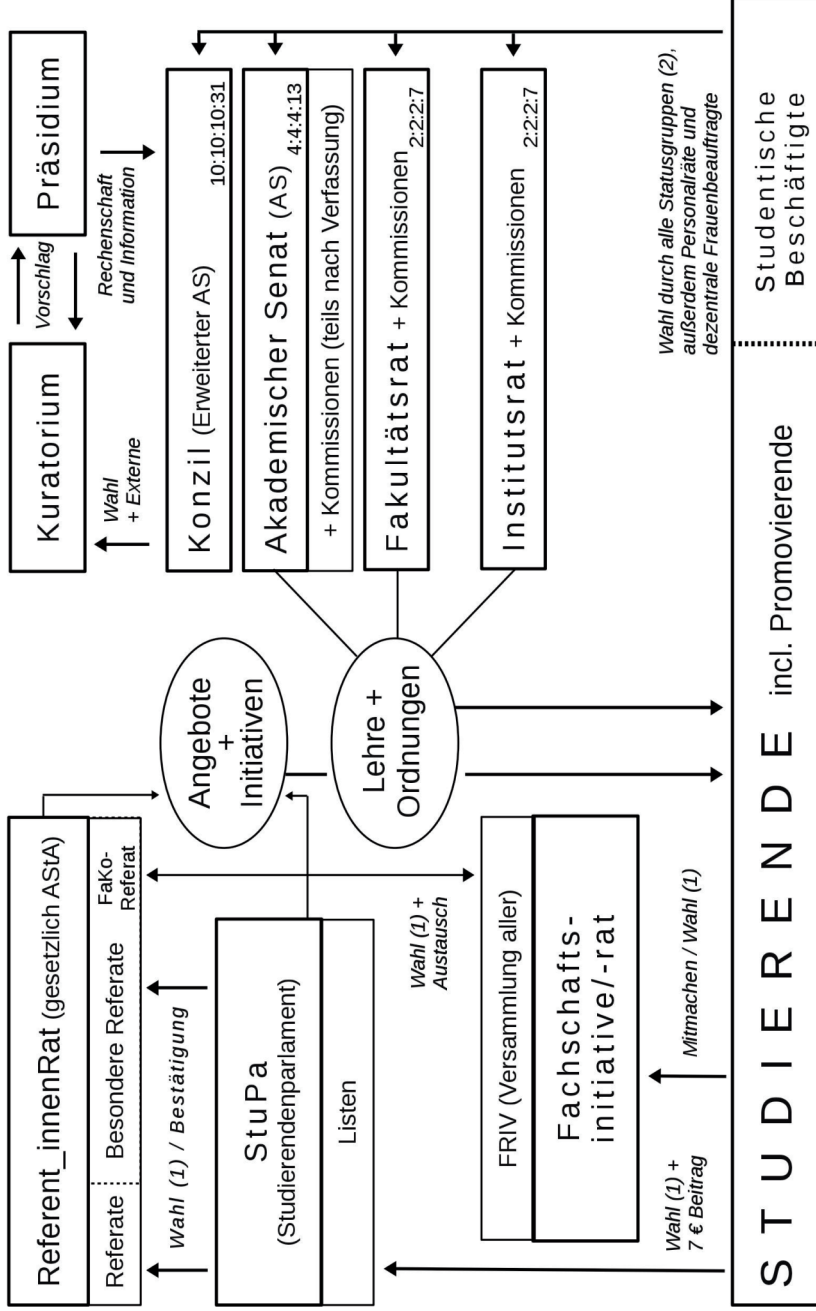 Referent_innenRat (gesetzlich AStA)
Referate
Besondere Referate
FaKo-
Referat
Wahl (1) / Bestätigung
StuPa
(Studierendenparlament)
Listen
Wahl (1) +
Austausch
FRIV (Versammlung aller)
Fachschafts-
initiative/-rat
Wahl (1) +
7 € Beitrag
Mitmachen / Wahl (1)
Angebote
+
Initiativen
Lehre +
Ordnungen
Kuratorium
Vorschlag
Präsidium
Wahl
+ Externe
Rechenschaft
und Information
Konzil (Erweiterter AS)
10:10:10:31
Akademischer Senat (AS)
4:4:4:13
+ Kommissionen (teils nach Verfassung)
Fakultätsrat + Kommissionen
2:2:2:7
Institutsrat + Kommissionen
2:2:2:7
Wahl durch alle Statusgruppen (2),
außerdem Personalräte und
dezentrale Frauenbeauftragte
STUDIERENDE incl. Promovierende
Studentische
Beschäftigte